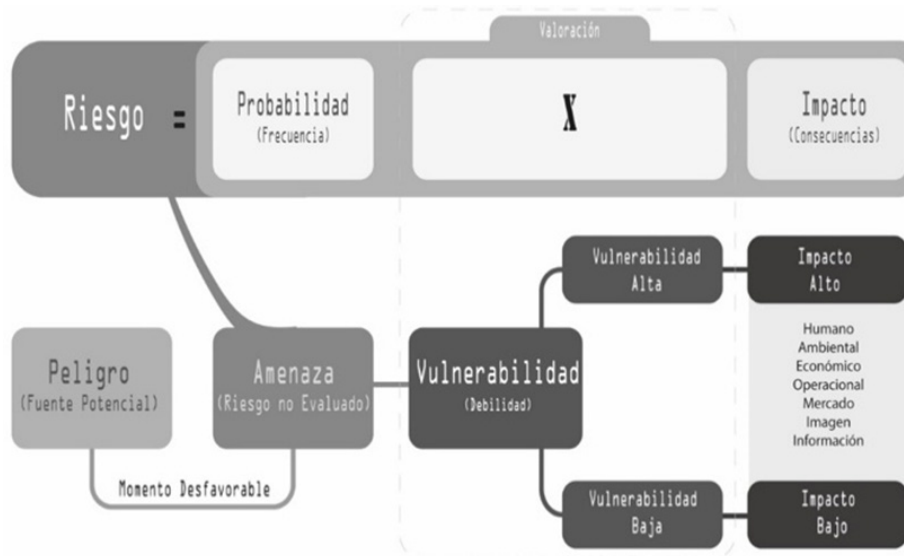 Valoración
Riesgo =
Probabilidad
(Frecuencia)
X
Impacto
(Consecuencias)
Vulnerabilidad
Alta
Impacto
Alto
Peligro
(Fuente Potencial)
Amenaza
(Riesgo no Evaluado)
Vulnerabilidad
(Debilidad)
Humano
Ambiental
Económico
Operacional
Mercado
Imagen
Información
Momento Desfavorable
Vulnerabilidad
Baja
Impacto
Bajo